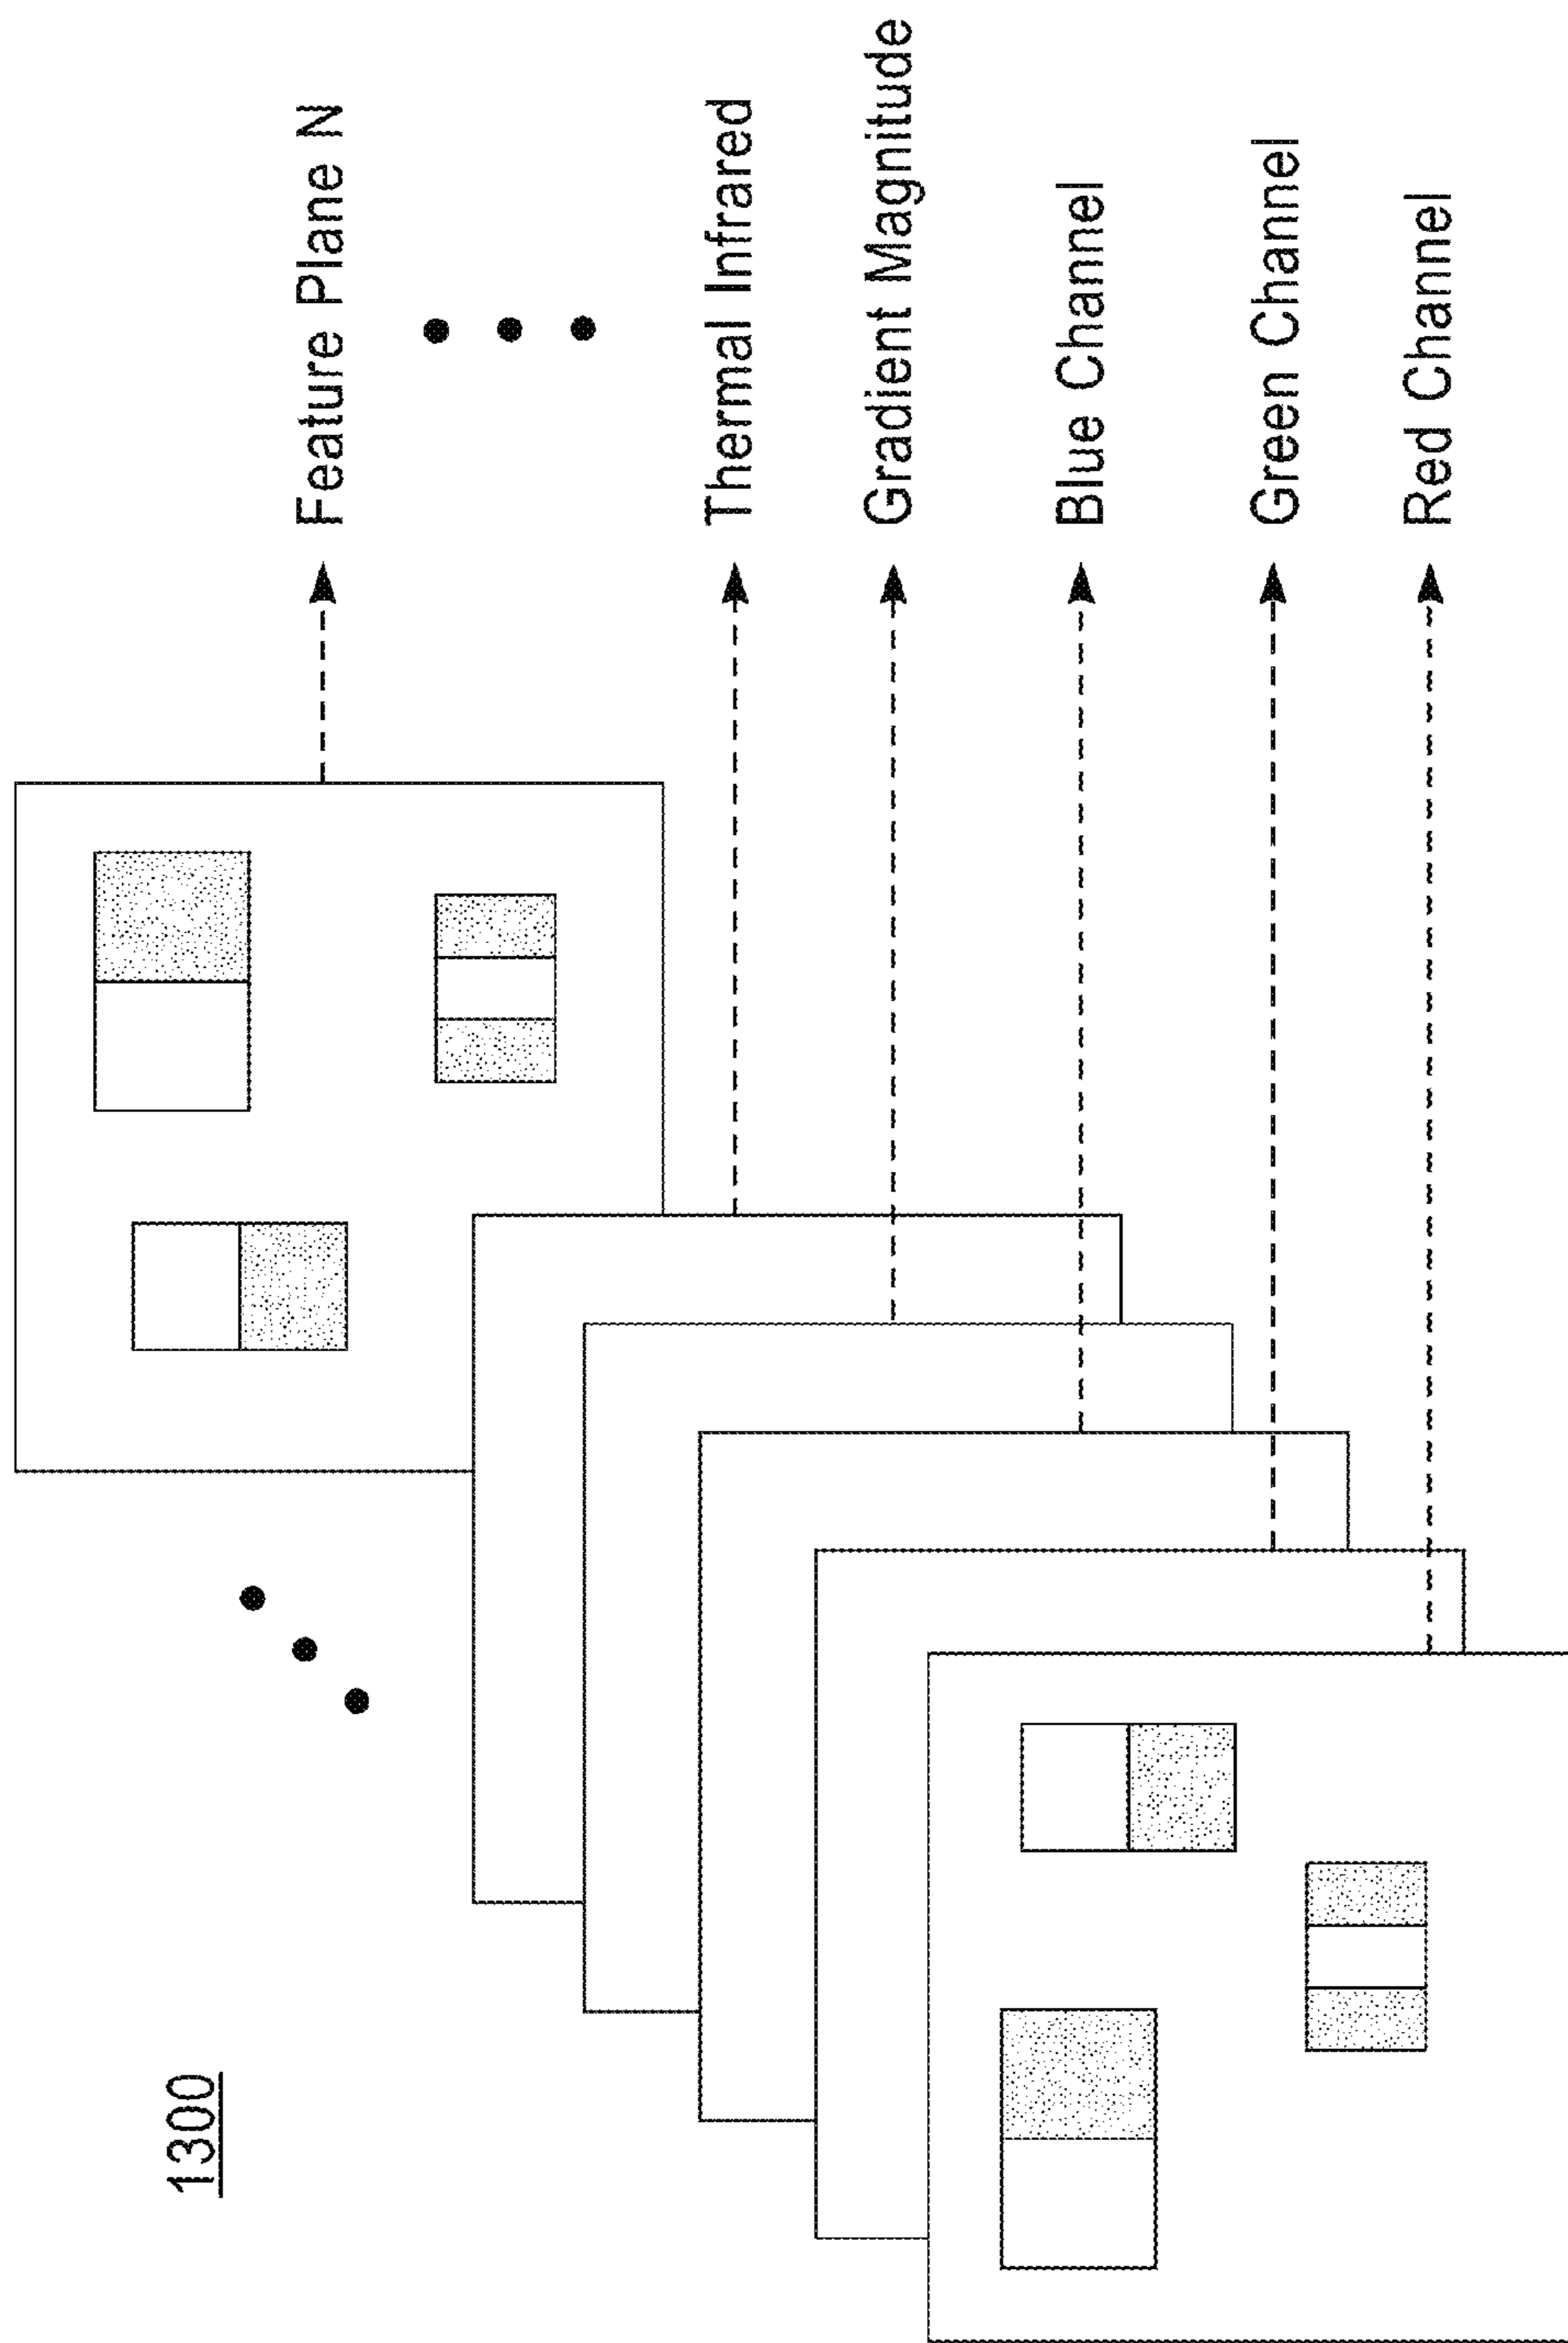 1300
Feature Plane N
Thermal Infrared
Gradient Magnitude
Blue Channel
Green Channel
Red Channel